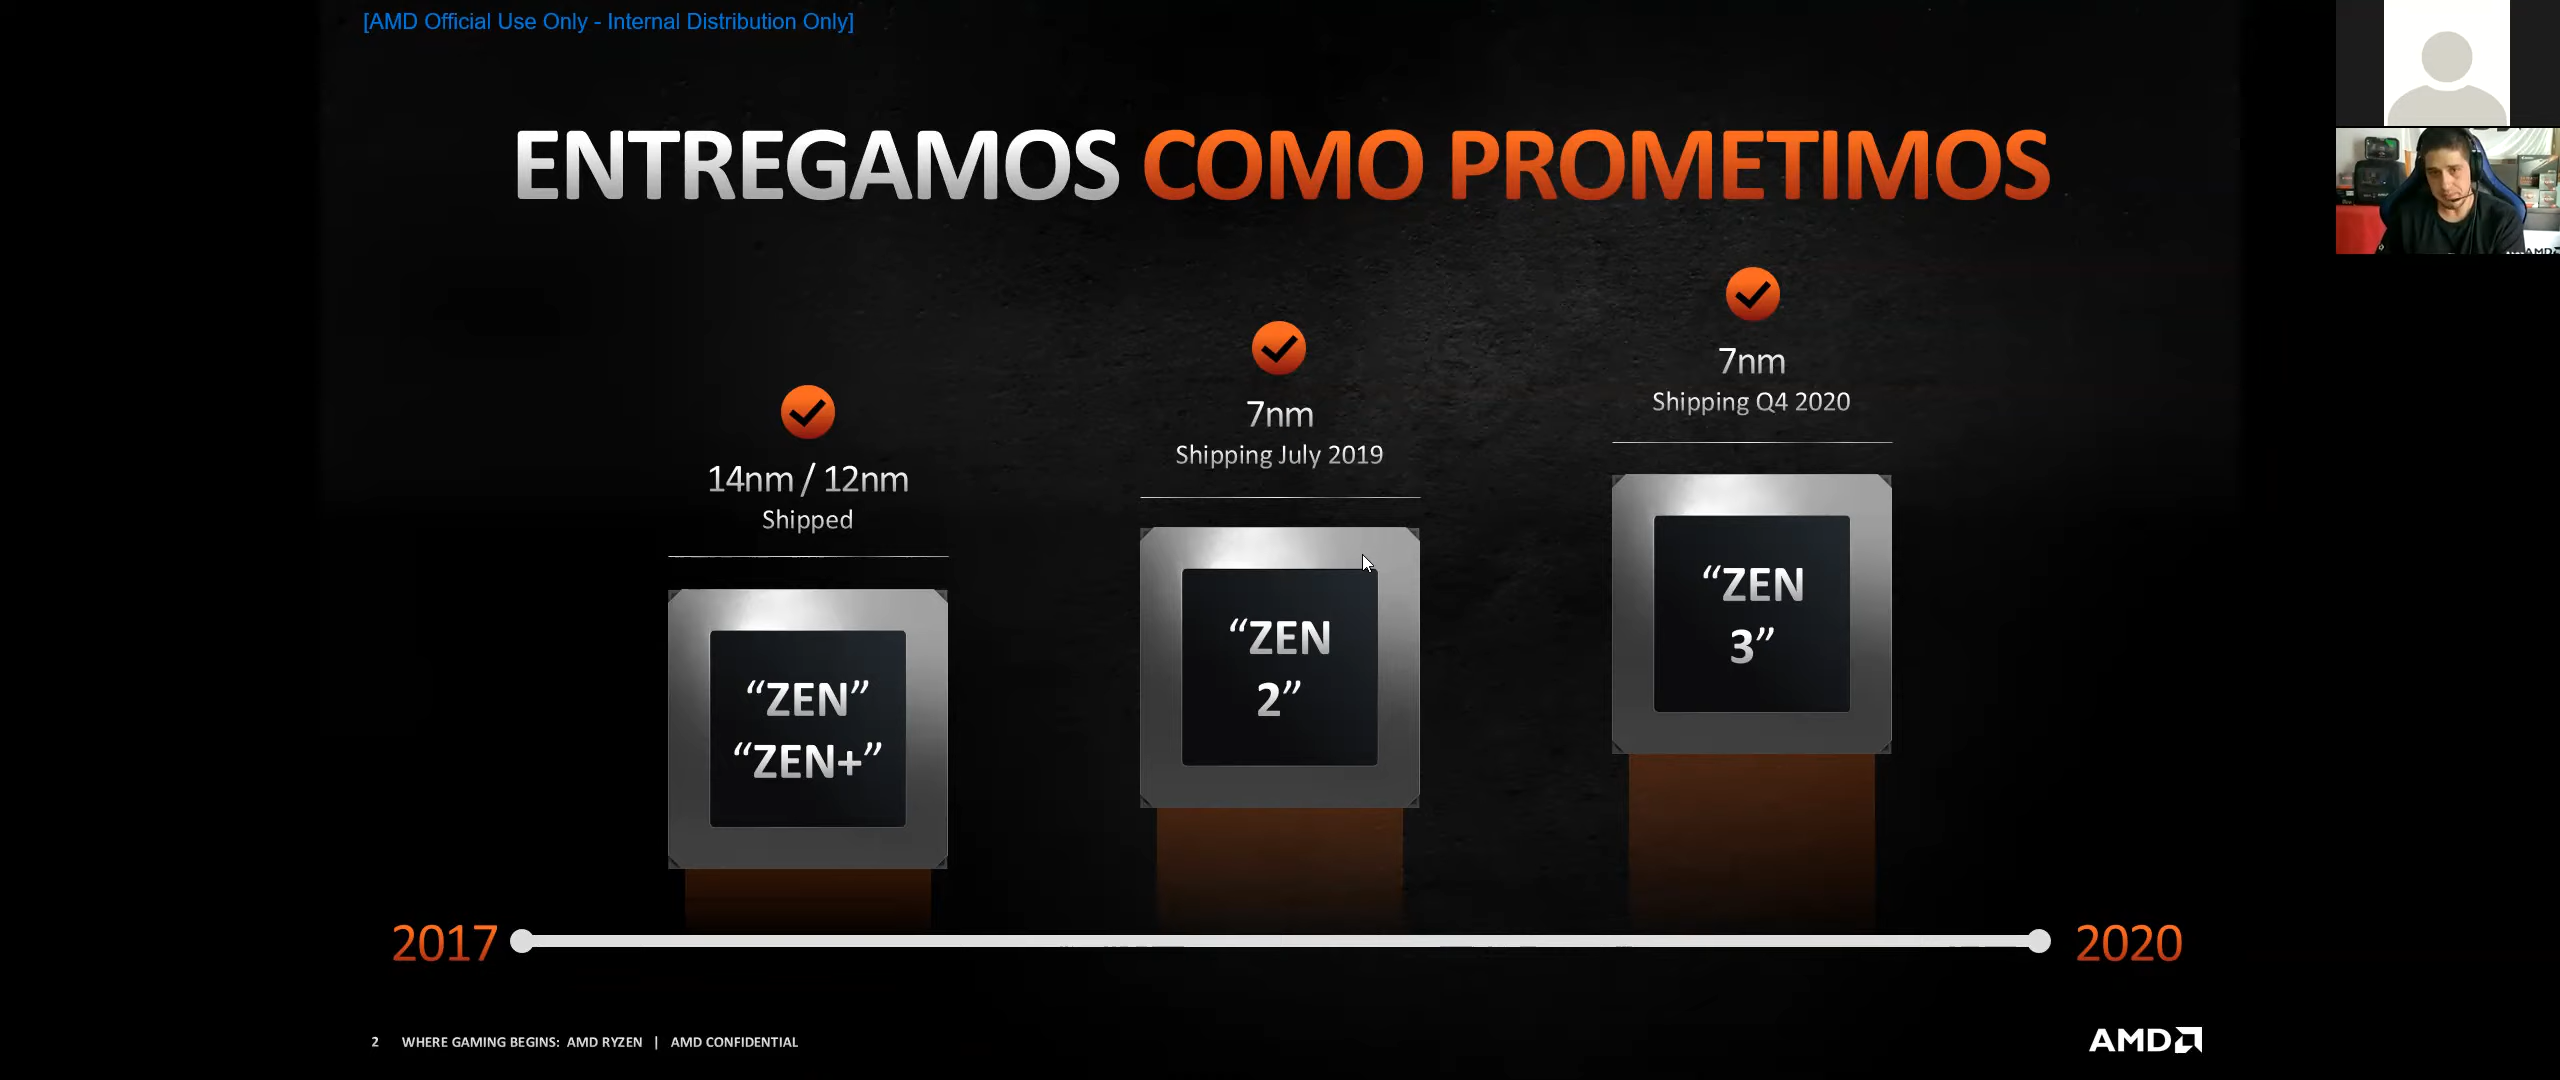 [AMD Official Use Only - Internal Distribution Only]
ENTREGAMOS COMO PROMETIMOS
14nm / 12nm
Shipped
“ZEN”
“ZEN+”
7nm
Shipping July 2019
“ZEN
2”
7nm
Shipping Q4 2020
“ZEN
3”
2017
2020
2 WHERE GAMING BEGINS: AMD RYZEN | AMD CONFIDENTIAL
AMD
AMD